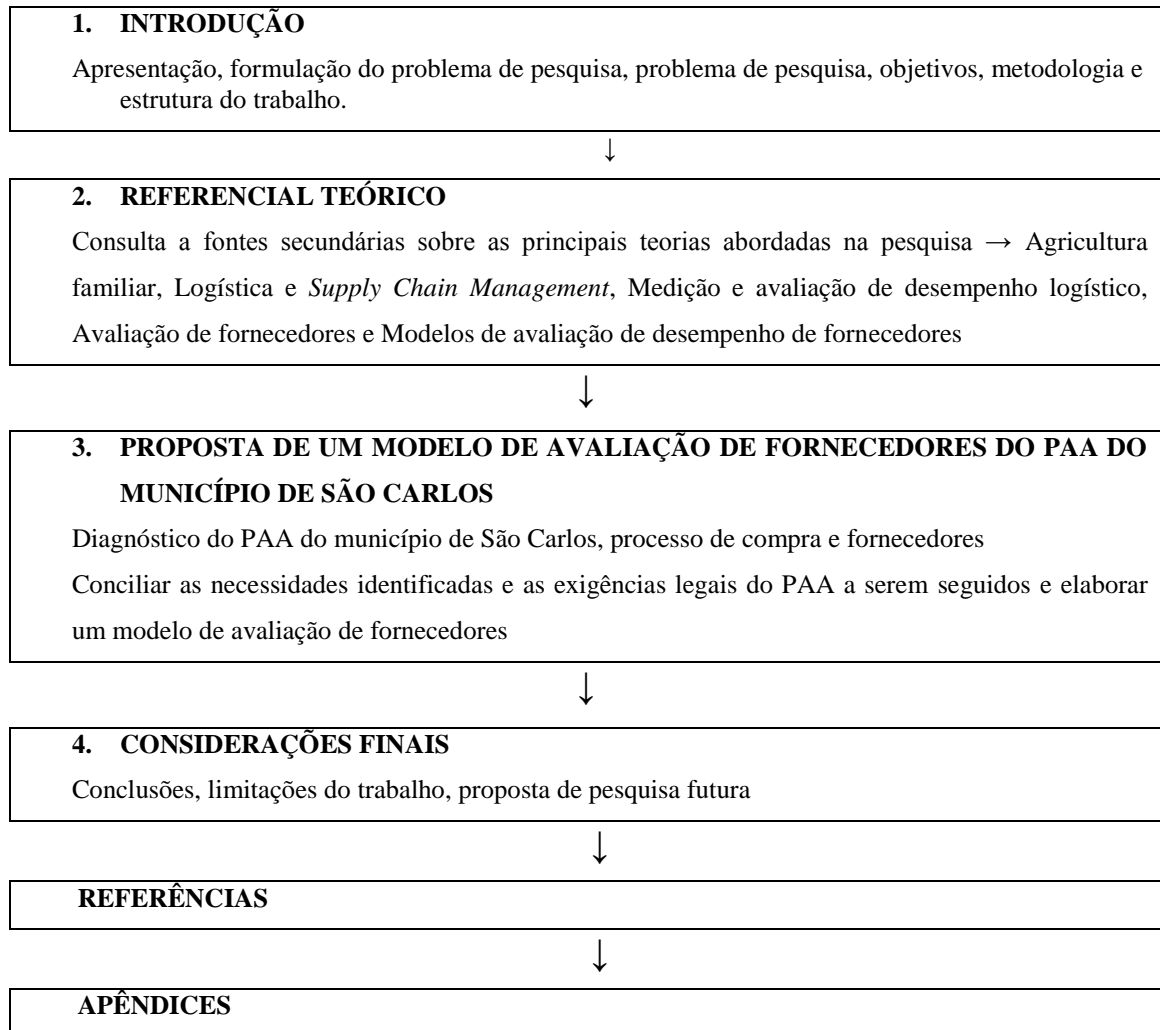 1. INTRODUÇÃO
Apresentação, formulação do problema de pesquisa, problema de pesquisa, objetivos, metodologia e
estrutura do trabalho.
↓
2. REFERENCIAL TEÓRICO
Consulta a fontes secundárias sobre as principais teorias abordadas na pesquisa → Agricultura
familiar, Logística e Supply Chain Management, Medição e avaliação de desempenho logístico,
Avaliação de fornecedores e Modelos de avaliação de desempenho de fornecedores
↓
3. PROPOSTA DE UM MODELO DE AVALIAÇÃO DE FORNECEDORES DO PAA DO
MUNICÍPIO DE SÃO CARLOS
Diagnóstico do PAA do município de São Carlos, processo de compra e fornecedores
Conciliar as necessidades identificadas e as exigências legais do PAA a serem seguidos e elaborar
um modelo de avaliação de fornecedores
↓
4. CONSIDERAÇÕES FINAIS
Conclusões, limitações do trabalho, proposta de pesquisa futura
↓
REFERÊNCIAS
↓
APÊNDICES